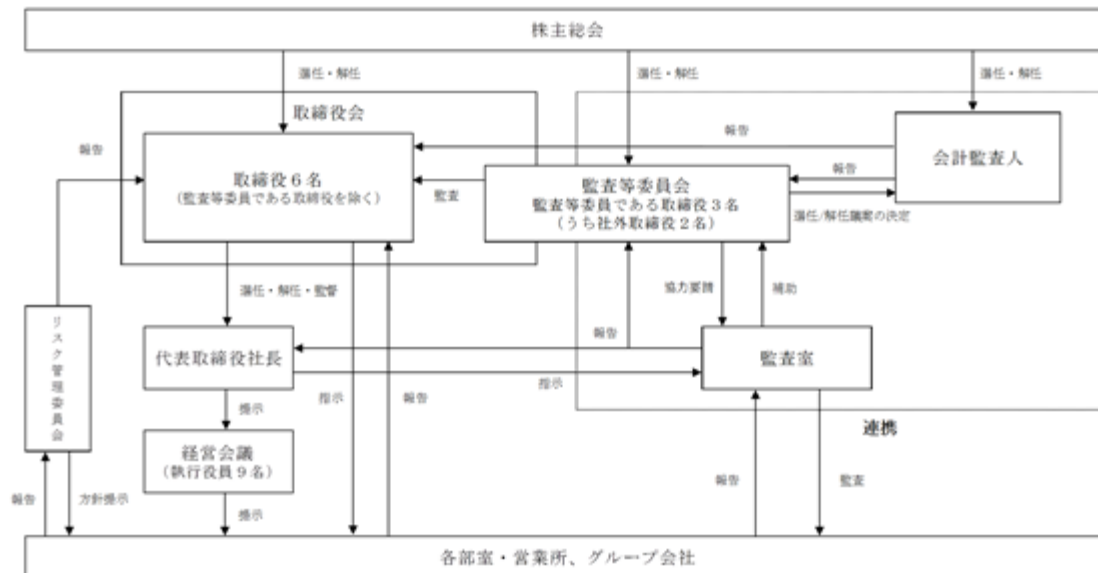 株主総会
選任・解任
選任・解任
選任・解任
取締役会
報告
報告
会計監査人
報告
取締役6名
(監査等委員である取締役を除く)
監査
監査等委員会
監査等委員である取締役3名
(うち社外取締役2名)
選任/解任議案の決定
選任・解任・監督
協力要請
補助
リスク管理委員会
代表取締役社長
報告
監査室
指示
報告
指示
提示
連携
経営会議
(執行役員9名)
報告
方針提示
提示
報告
監査
各部室・営業所、グループ会社